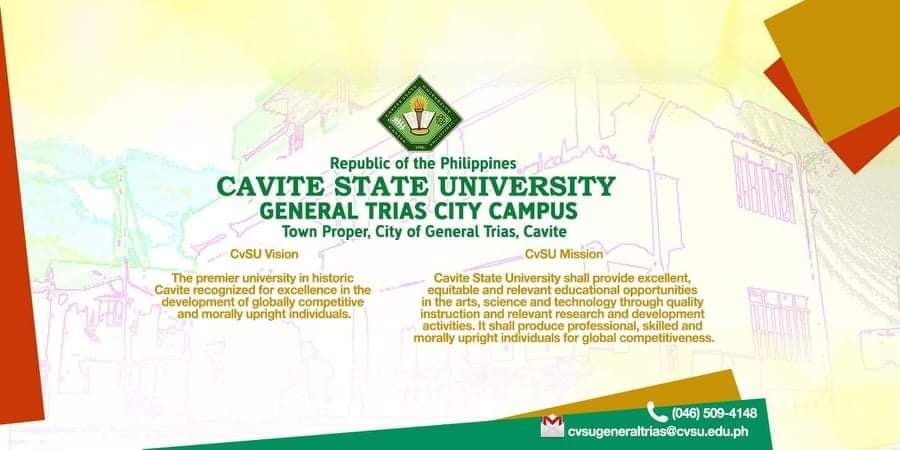 Republic of the Philippines
CAVITE STATE UNIVERSITY
GENERAL TRIAS CITY CAMPUS
Town Proper, City of General Trias, Cavite
CvSU Vision
The premier university in historic
Cavite recognized for excellence in the
development of globally competitive
and morally upright individuals.
CvSU Mission
Cavite State University shall provide excellent,
equitable and relevant educational opportunities
in the arts, science and technology through quality
instruction and relevant research and development
activities. It shall produce professional, skilled and
morally upright individuals for global competitiveness.
(046) 509-4148
cvsugeneraltrias@cvsu.edu.ph